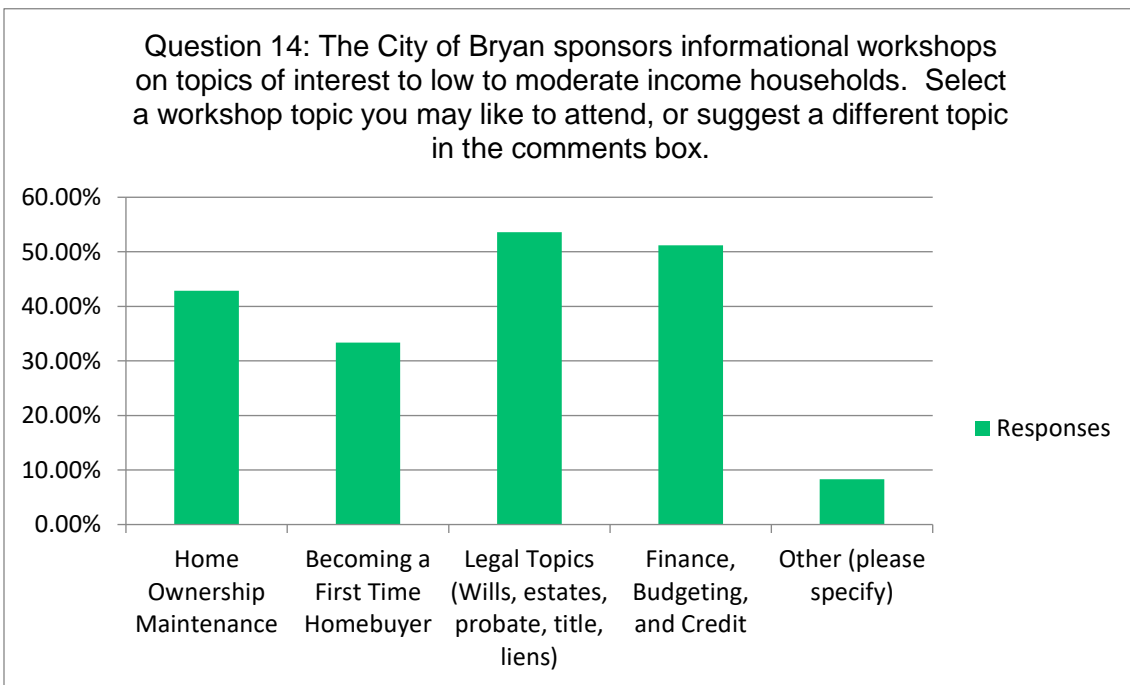 Question 14: The City of Bryan sponsors informational workshops
on topics of interest to low to moderate income households.  Select
a workshop topic you may like to attend, or suggest a different topic
in the comments box.
60.00%
50.00%
40.00%
30.00%
20.00%
10.00%
0.00%
Home
Ownership
Maintenance
Becoming a
First Time
Homebuyer
Legal Topics
(Wills, estates,
probate, title,
liens)
Finance,
Budgeting,
and Credit
Other (please
specify)
Responses